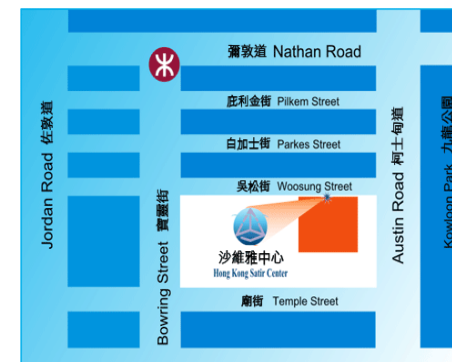 彌敦道 Nathan Road
庇利金街 Pilkem Street
白加士街 Parkes Street
吳松街 Woosung Street
沙維雅中心
Hong Kong Satir Center
廟街 Temple Street
Jordan Road 佐敦道
Bowring Street 寶靈街
Austin Road 柯士甸道
Kowloon Park 九龍公園